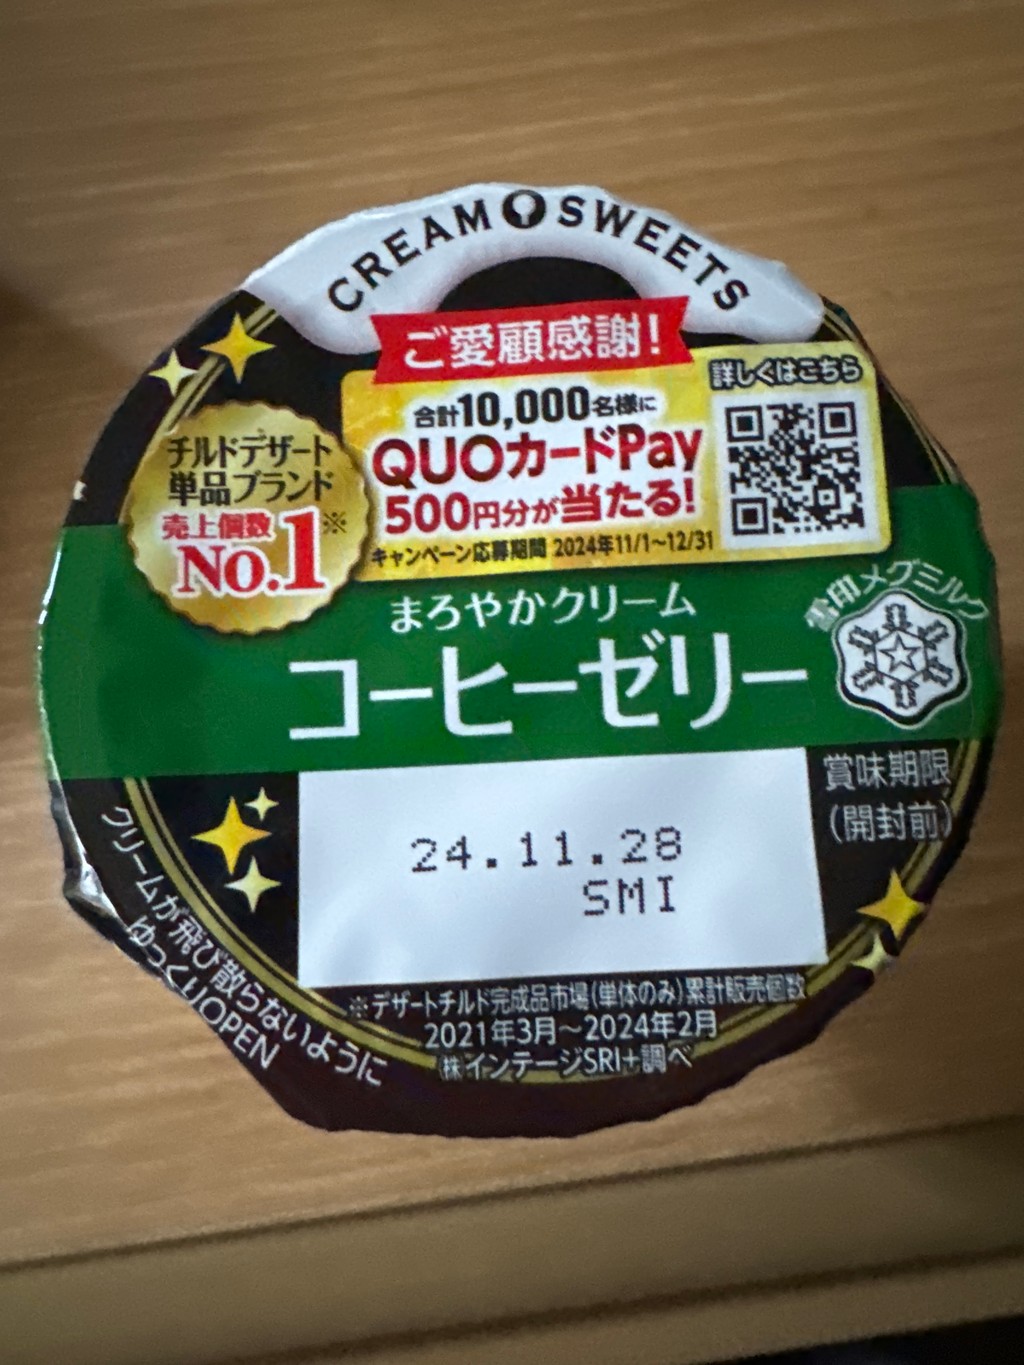 CREAM SWEETS
ご愛顧感謝!
詳しくはこちら
合計10,000名様に
QUOカードPay
500円分が当たる!
キャンペーン応募期間 2024年11/1〜12/31
チルドデザート
単品ブランド
売上個数※
No.1
まろやかクリーム
コーヒーゼリー
雪印メグミルク
賞味期限
(開封前)
24.11.28
SMI
クリームが飛び散らないように
ゆっくりOPEN
※デザートチルド完成品市場(単体のみ)累計販売個数
2021年3月〜2024年2月
㈱インテージSRI+調べ